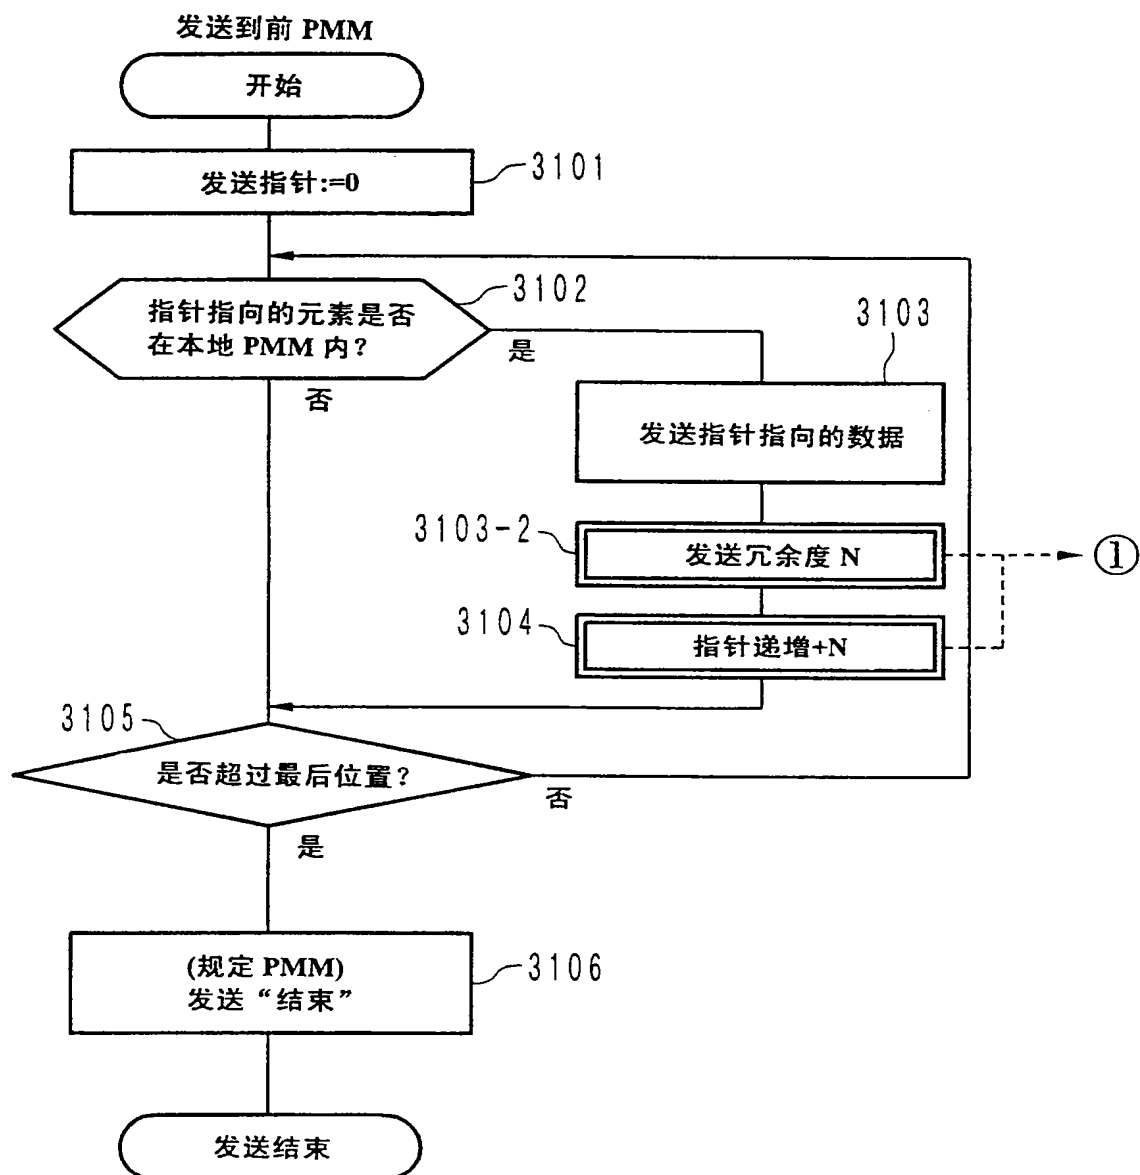 发送到前 PMM
开始
发送指针:=0
3101
指针指向的元素是否
在本地 PMM 内?
3102
是
否
3103
发送指针指向的数据
3103-2
发送冗余度 N
①
3104
指针递增+N
3105
是否超过最后位置?
否
是
(规定 PMM)
发送“结束”
3106
发送结束